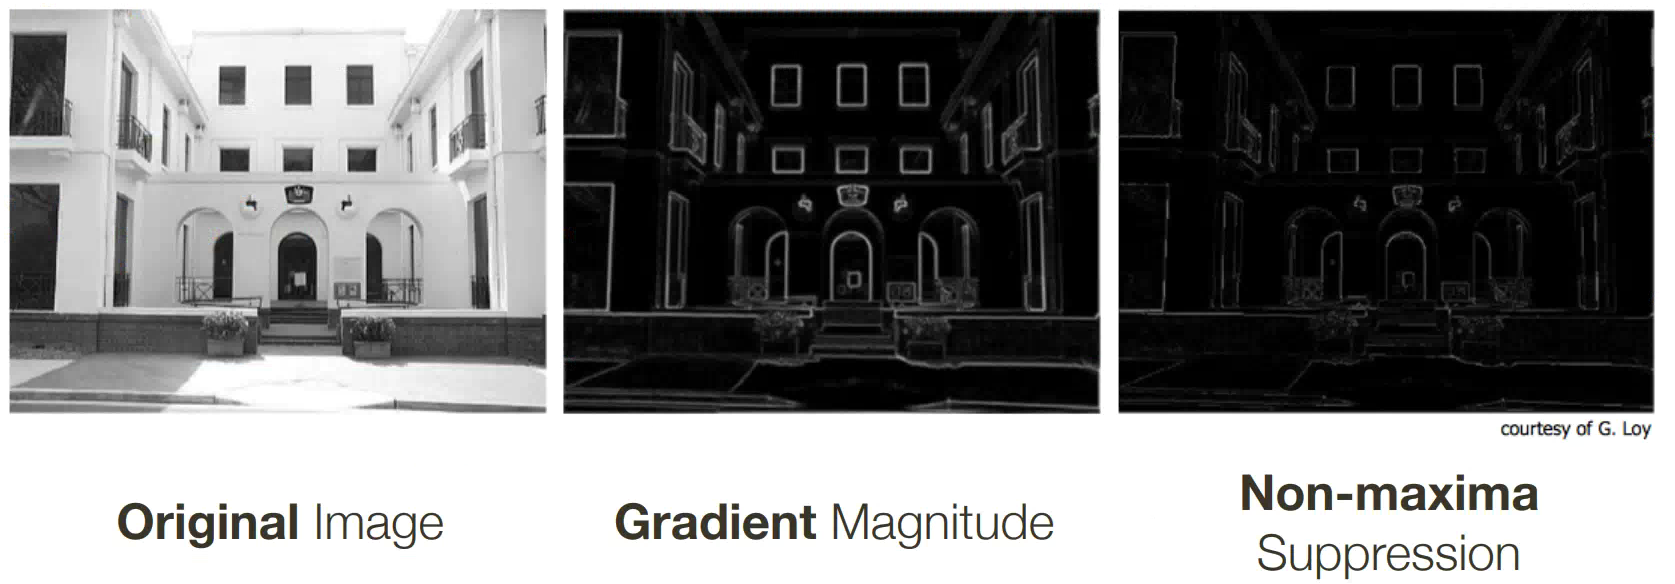 courtesy of G. Loy
Original Image
Gradient Magnitude
Non-maxima
Suppression